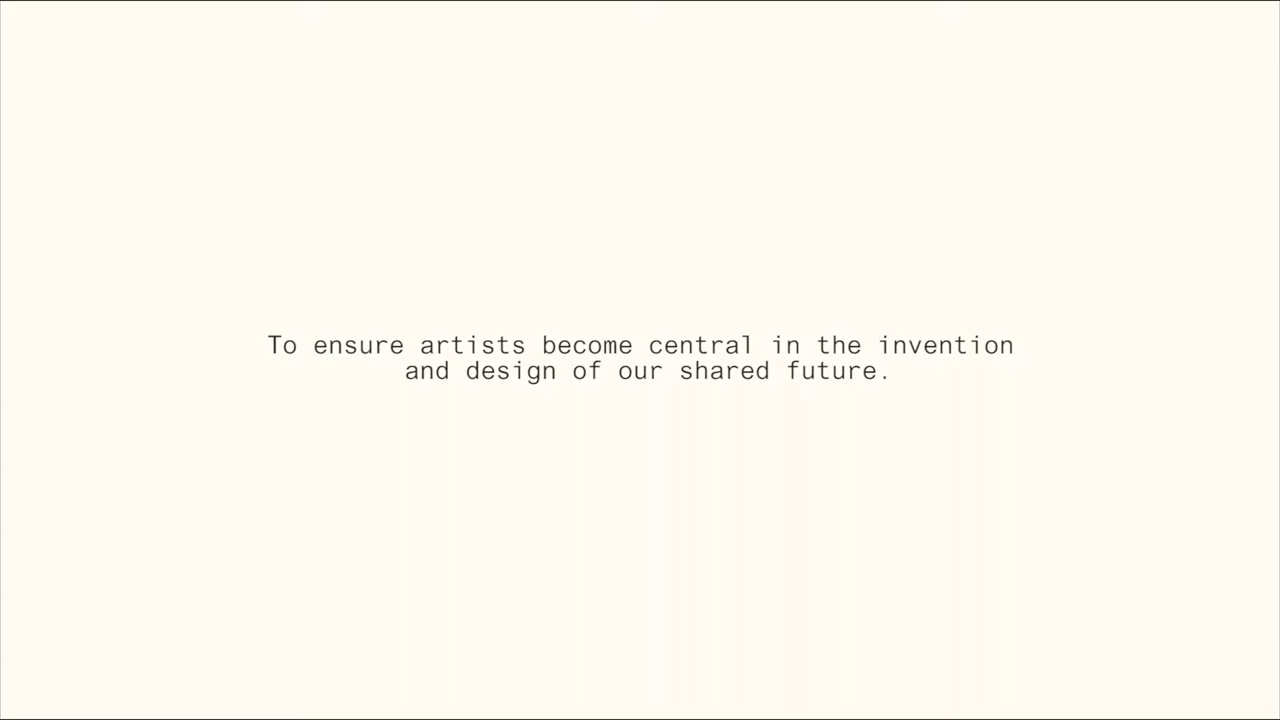 To ensure artists become central in the invention
and design of our shared future.